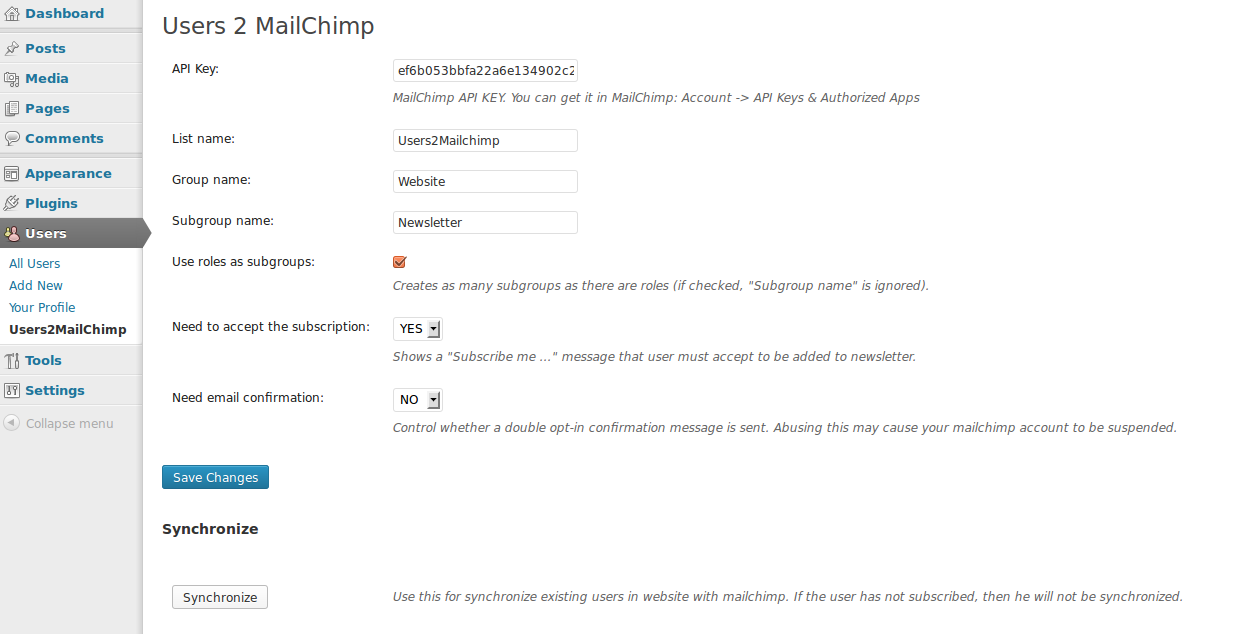 Dashboard
Posts
Media
Pages
Comments
Appearance
Plugins
Users
All Users
Add New
Your Profile
Users2MailChimp
Tools
Settings
Collapse menu
Users 2 MailChimp
API Key: ef6b053bbfa22a6e134902c2
MailChimp API KEY. You can get it in MailChimp: Account -> API Keys & Authorized Apps
List name: Users2Mailchimp
Group name: Website
Subgroup name: Newsletter
Use roles as subgroups:
Creates as many subgroups as there are roles (if checked, "Subgroup name" is ignored).
Need to accept the subscription: YES
Shows a "Subscribe me ..." message that user must accept to be added to newsletter.
Need email confirmation: NO
Control whether a double opt-in confirmation message is sent. Abusing this may cause your mailchimp account to be suspended.
Save Changes
Synchronize
Synchronize Use this for synchronize existing users in website with mailchimp. If the user has not subscribed, then he will not be synchronized.